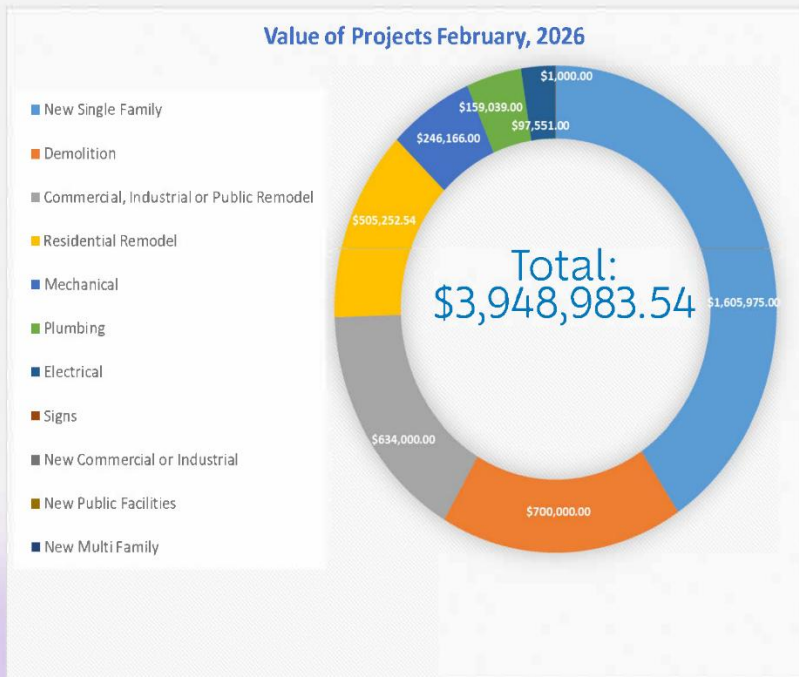 Value of Projects February, 2026
New Single Family
Demolition
Commercial, Industrial or Public Remodel
Residential Remodel
Mechanical
Plumbing
Electrical
Signs
New Commercial or Industrial
New Public Facilities
New Multi Family
$1,000.00
$159,039.00
$97,551.00
$246,166.00
$505,252.54
Total:
$3,948,983.54
$1,605,975.00
$634,000.00
$700,000.00